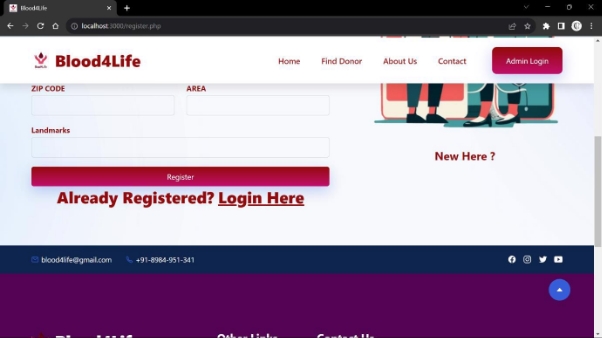 Blood4Life
localhost:3000/register.php
Blood4Life
Home
Find Donor
About Us
Contact
Admin Login
ZIP CODE
AREA
Landmarks
New Here ?
Register
Already Registered? Login Here
blood4life@gmail.com
+91-8984-951-341
Blood4Life
Other Links
Contact Us